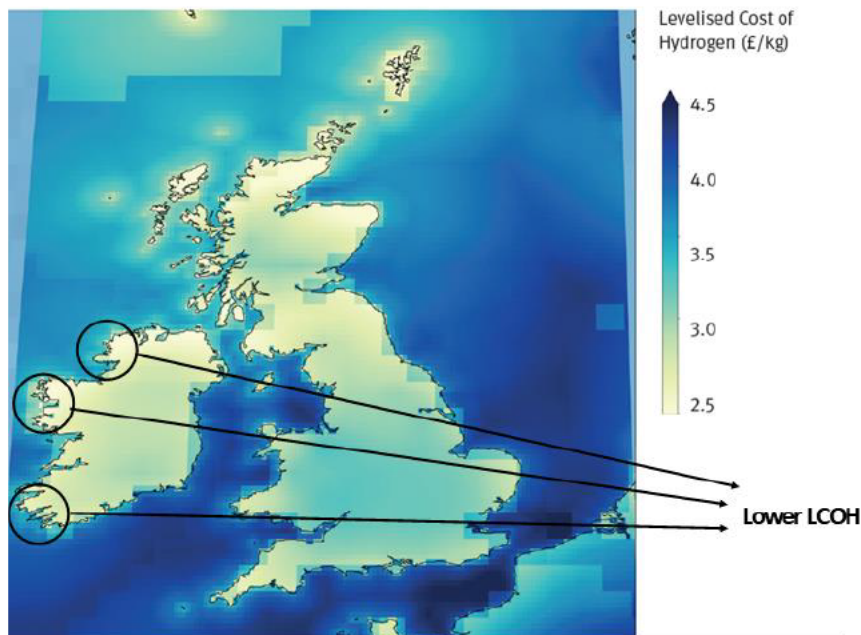 Levelised Cost of
Hydrogen (£/kg)
4.5
4.0
3.5
3.0
2.5
Lower LCOH